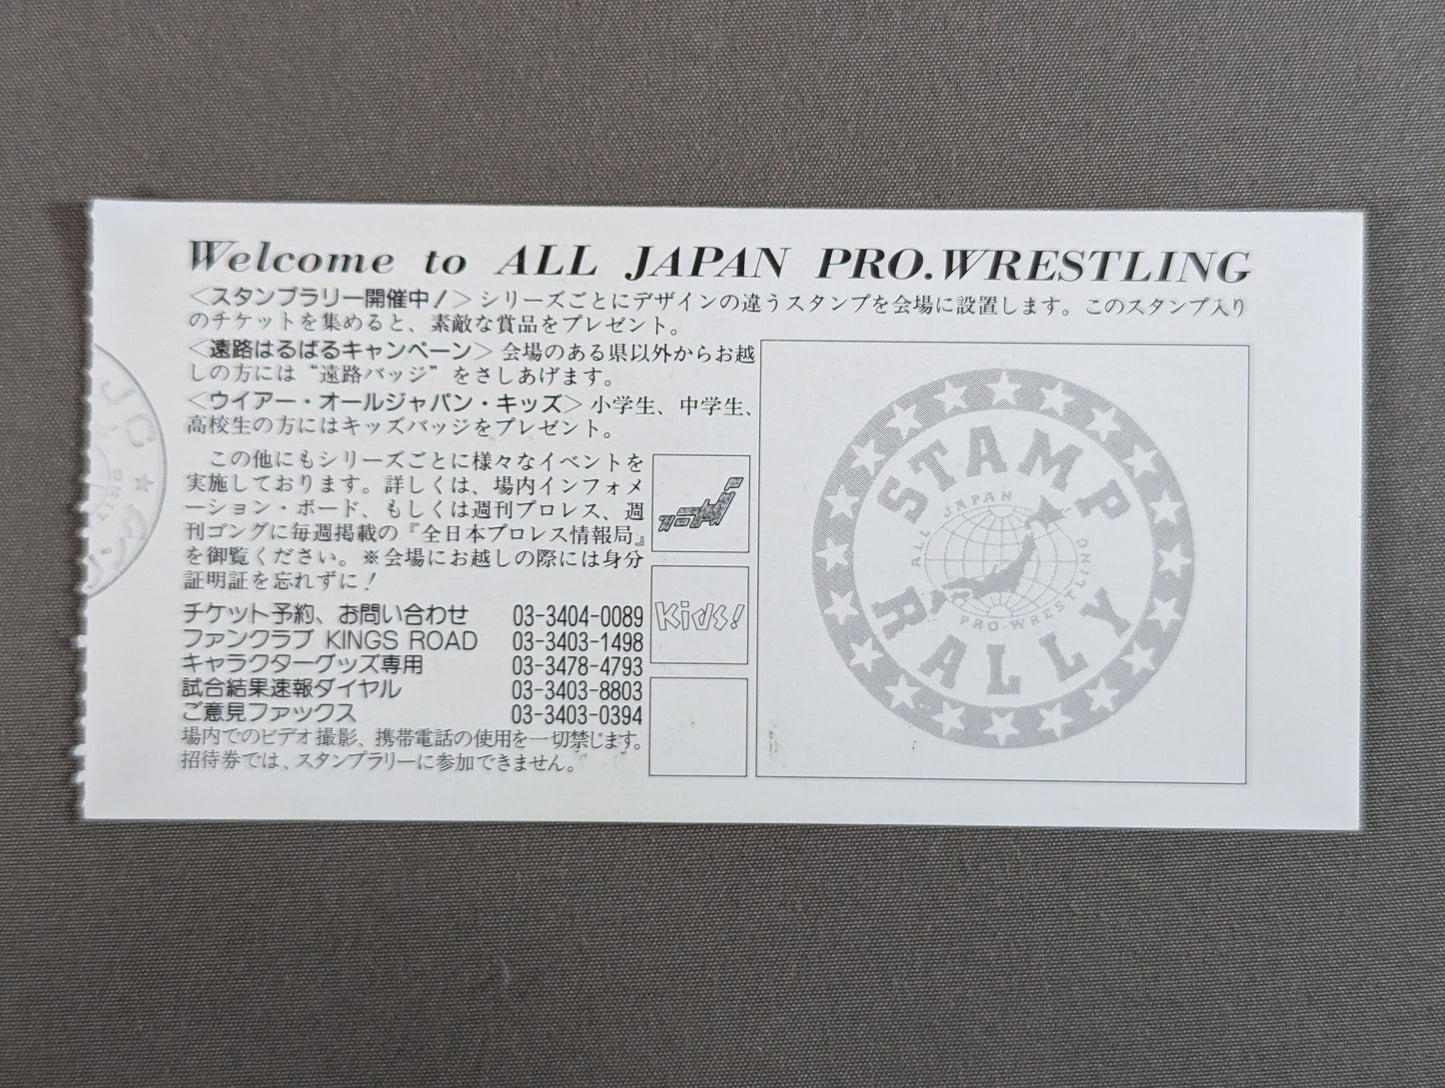 Welcome to ALL JAPAN PRO.WRESTLING
＜スタンプラリー開催中！＞シリーズごとにデザインの違うスタンプを会場に設置します。このスタンプ入り
のチケットを集めると、素敵な賞品をプレゼント。
＜遠路はるばるキャンペーン＞会場のある県以外からお越
しの方には“遠路バッジ”をさしあげます。
＜ウイアー・オールジャパン・キッズ＞小学生、中学生、
高校生の方にはキッズバッジをプレゼント。
この他にもシリーズごとに様々なイベントを
実施しております。詳しくは、場内インフォメ
ーション・ボード、もしくは週刊プロレス、週
刊ゴングに毎週掲載の『全日本プロレス情報局』
を御覧ください。※会場にお越しの際には身分
証明証を忘れずに！
チケット予約、お問い合わせ 03-3404-0089
ファンクラブ KINGS ROAD 03-3403-1498
キャラクターグッズ専用 03-3478-4793
試合結果速報ダイヤル 03-3403-8803
ご意見ファックス 03-3403-0394
場内でのビデオ撮影、携帯電話の使用を一切禁じます。
招待券では、スタンプラリーに参加できません。
Kids!
STAMP
ALL JAPAN
PRO-WRESTLING
RALLY